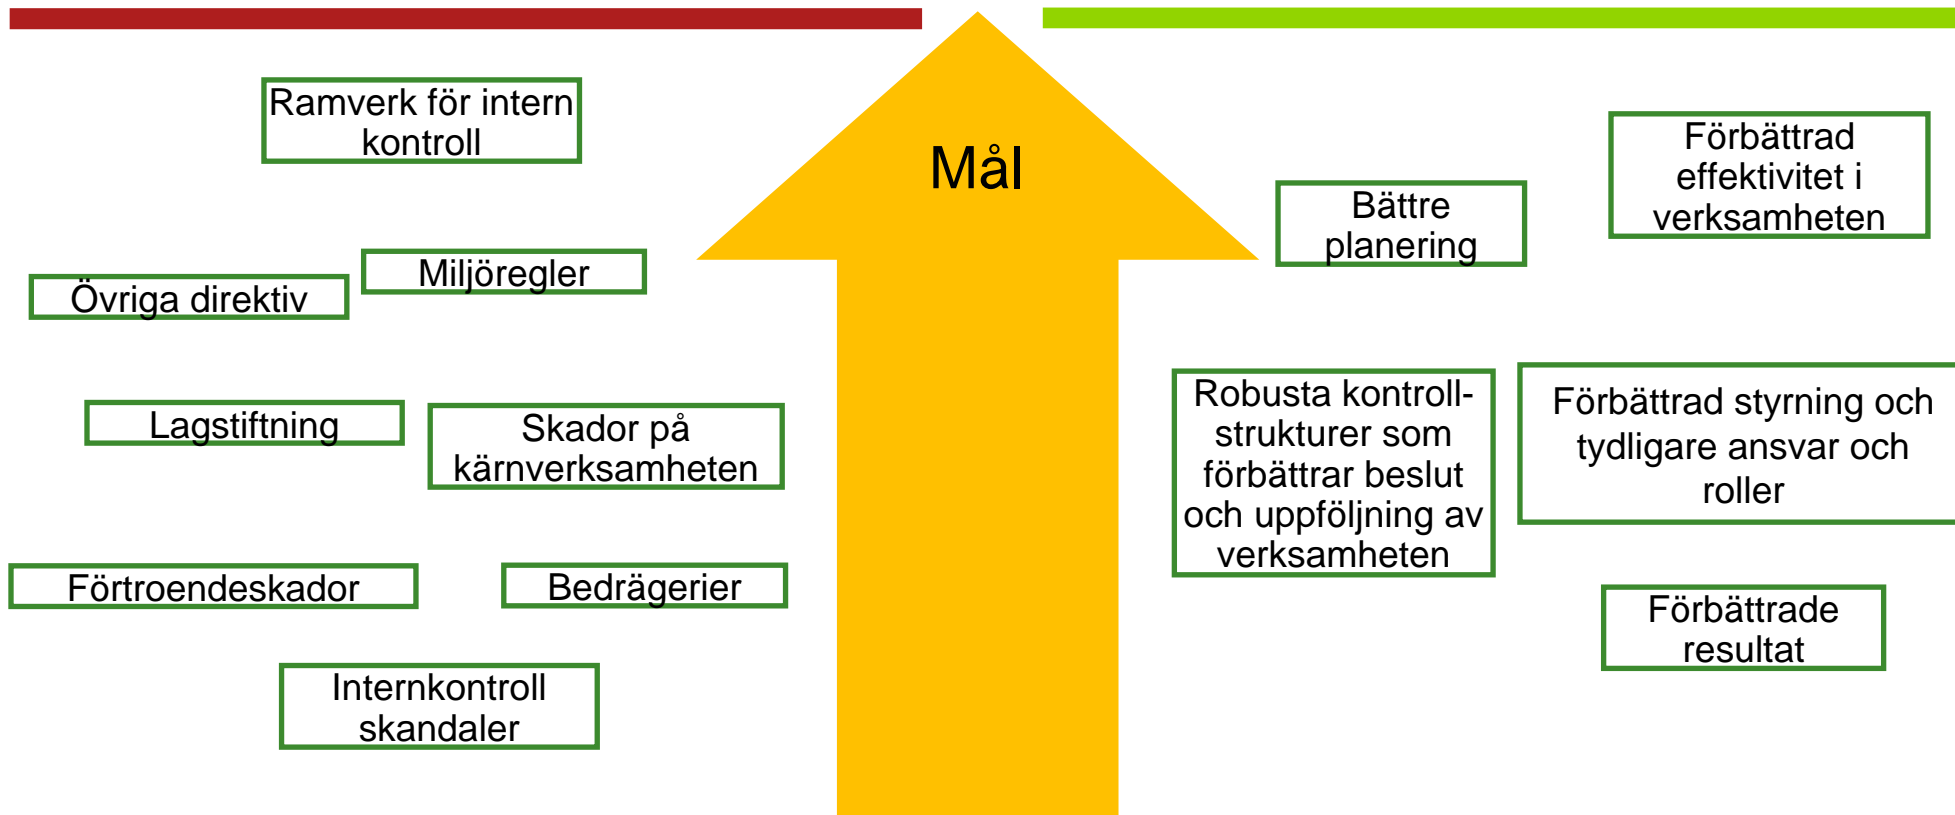 Ramverk för intern
kontroll
Miljöregler
Övriga direktiv
Lagstiftning
Skador på
kärnverksamheten
Förtroendeskador
Bedrägerier
Internkontroll
skandaler
Mål
Bättre
planering
Förbättrad
effektivitet i
verksamheten
Robusta kontroll-
strukturer som
förbättrar beslut
och uppföljning av
verksamheten
Förbättrad styrning och
tydligare ansvar och
roller
Förbättrade
resultat